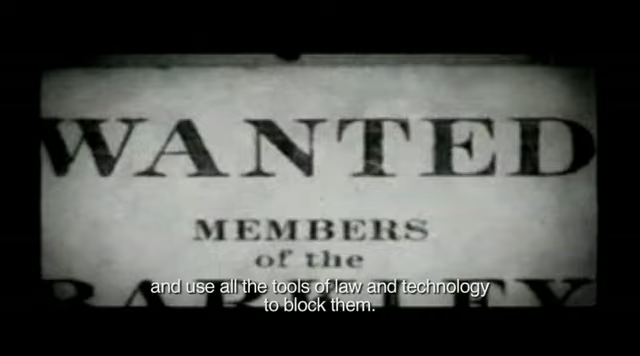 WANTED
MEMBERS
of the
and use all the tools of law and technology
to block them.